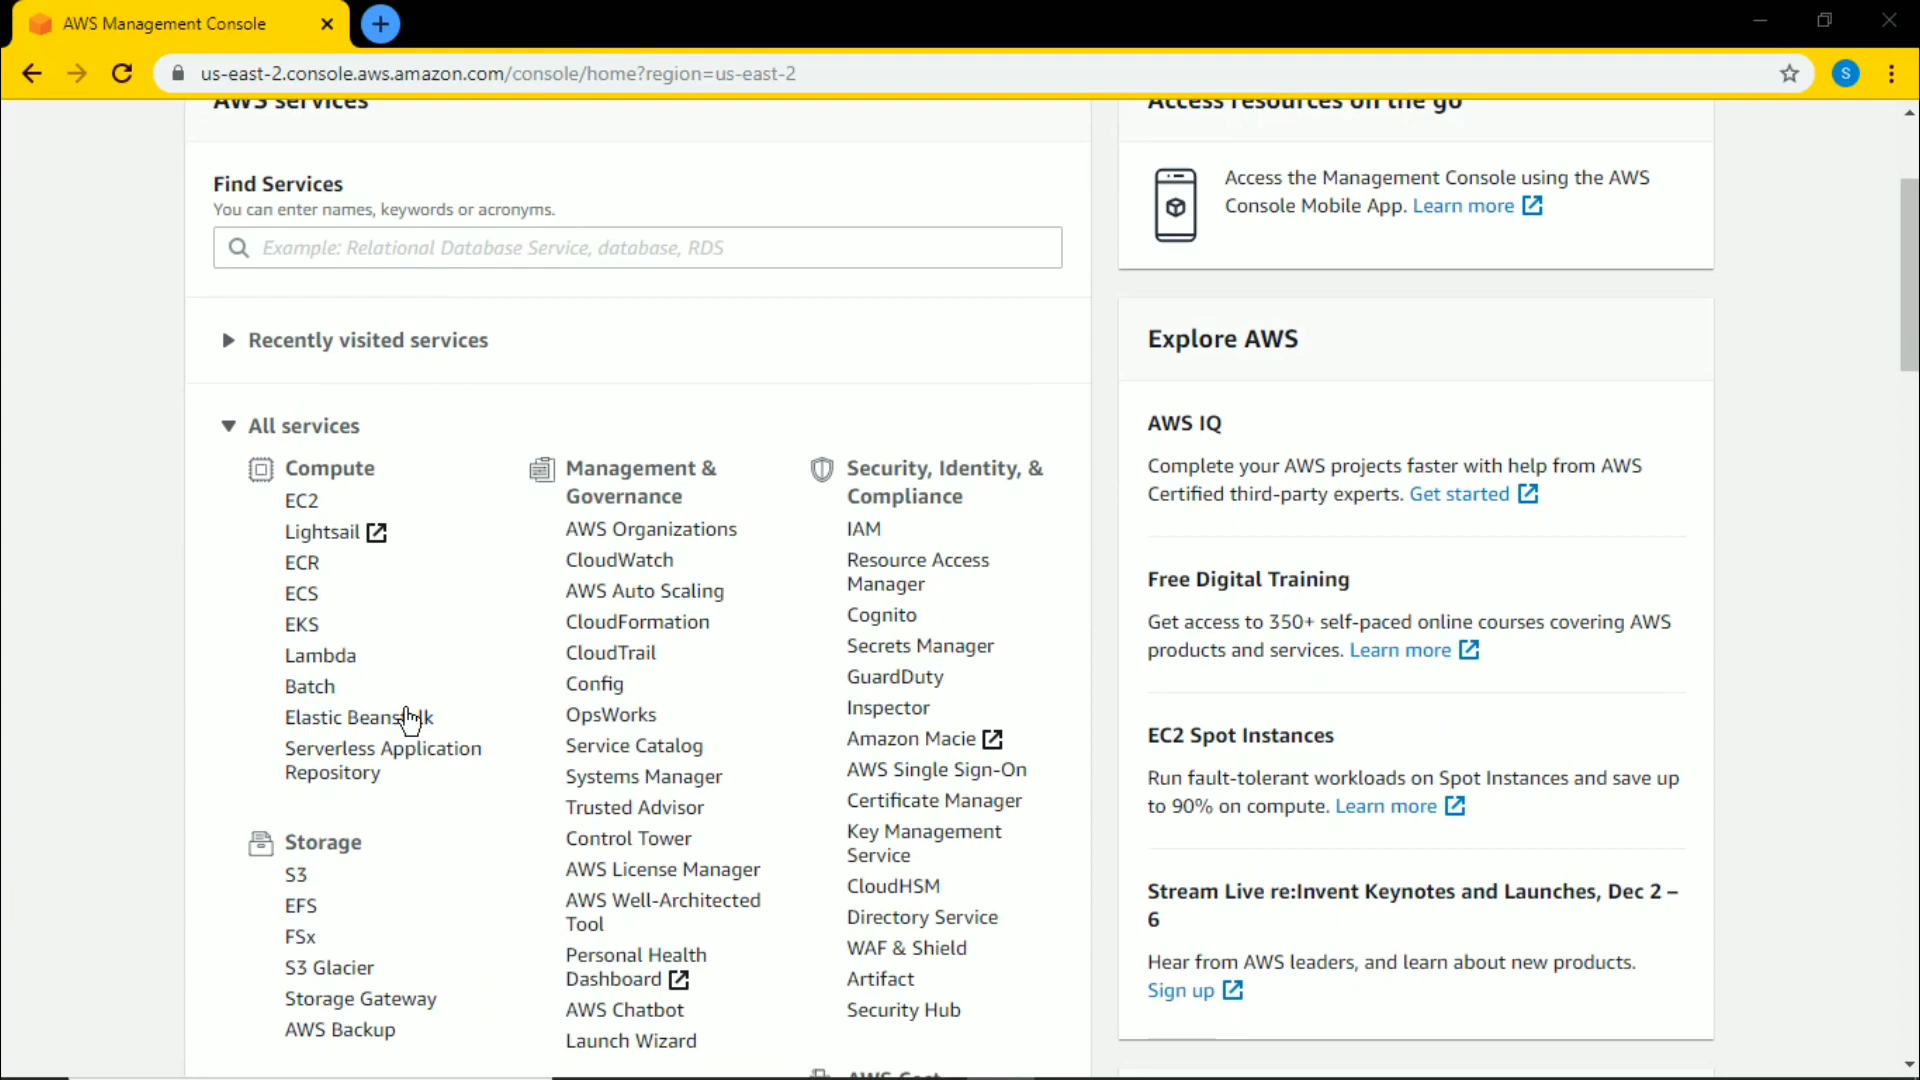 AWS Management Console
us-east-2.console.aws.amazon.com/console/home?region=us-east-2
S
AWS services
Find Services
You can enter names, keywords or acronyms.
Example: Relational Database Service, database, RDS
Recently visited services
All services
Compute
EC2
Lightsail
ECR
ECS
EKS
Lambda
Batch
Elastic Beanstalk
Serverless Application
Repository
Storage
S3
EFS
FSx
S3 Glacier
Storage Gateway
AWS Backup
Management &
Governance
AWS Organizations
CloudWatch
AWS Auto Scaling
CloudFormation
CloudTrail
Config
OpsWorks
Service Catalog
Systems Manager
Trusted Advisor
Control Tower
AWS License Manager
AWS Well-Architected
Tool
Personal Health
Dashboard
AWS Chatbot
Launch Wizard
Security, Identity, &
Compliance
IAM
Resource Access
Manager
Cognito
Secrets Manager
GuardDuty
Inspector
Amazon Macie
AWS Single Sign-On
Certificate Manager
Key Management
Service
CloudHSM
Directory Service
WAF & Shield
Artifact
Security Hub
AWS Cost
Access resources on the go
Access the Management Console using the AWS
Console Mobile App. Learn more
Explore AWS
AWS IQ
Complete your AWS projects faster with help from AWS
Certified third-party experts. Get started
Free Digital Training
Get access to 350+ self-paced online courses covering AWS
products and services. Learn more
EC2 Spot Instances
Run fault-tolerant workloads on Spot Instances and save up
to 90% on compute. Learn more
Stream Live re:Invent Keynotes and Launches, Dec 2 –
6
Hear from AWS leaders, and learn about new products.
Sign up